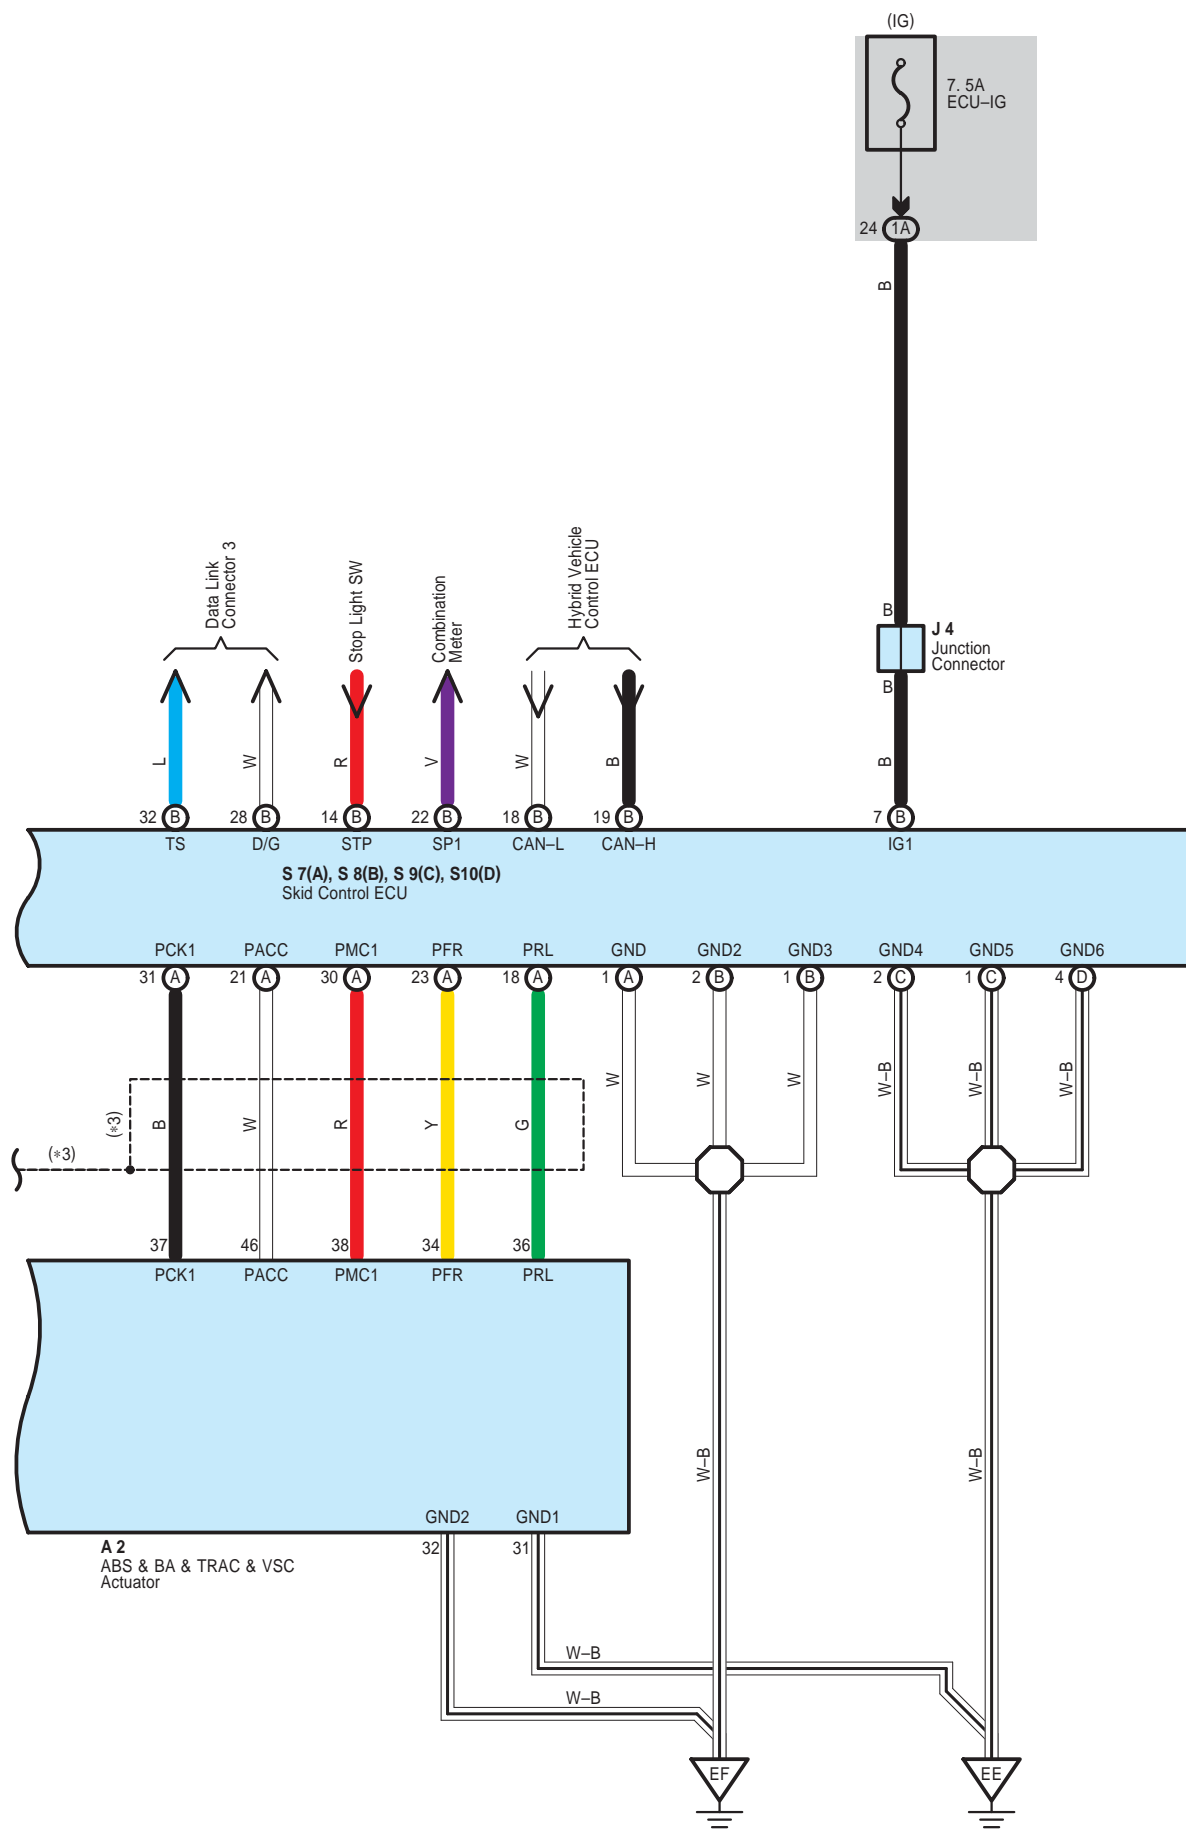 (IG)
7. 5A
ECU–IG
24 1A
B
Data Link
Connector 3
Stop Light SW
Combination
Meter
Hybrid Vehicle
Control ECU
B
J 4
Junction
Connector
B
L
W
R
V
W
B
B
32 B
28 B
14 B
22 B
18 B
19 B
7 B
TS
D/G
STP
SP1
CAN–L
CAN–H
IG1
S 7(A), S 8(B), S 9(C), S10(D)
Skid Control ECU
PCK1
PACC
PMC1
PFR
PRL
GND
GND2
GND3
GND4
GND5
GND6
31 A
21 A
30 A
23 A
18 A
1 A
2 B
1 B
2 C
1 C
4 D
W
W
W
W–B
W–B
W–B
(*3)
(*3)
B
W
R
Y
G
37
46
38
34
36
PCK1
PACC
PMC1
PFR
PRL
W–B
W–B
GND2
GND1
32
31
A 2
ABS & BA & TRAC & VSC
Actuator
W–B
W–B
EF
EE